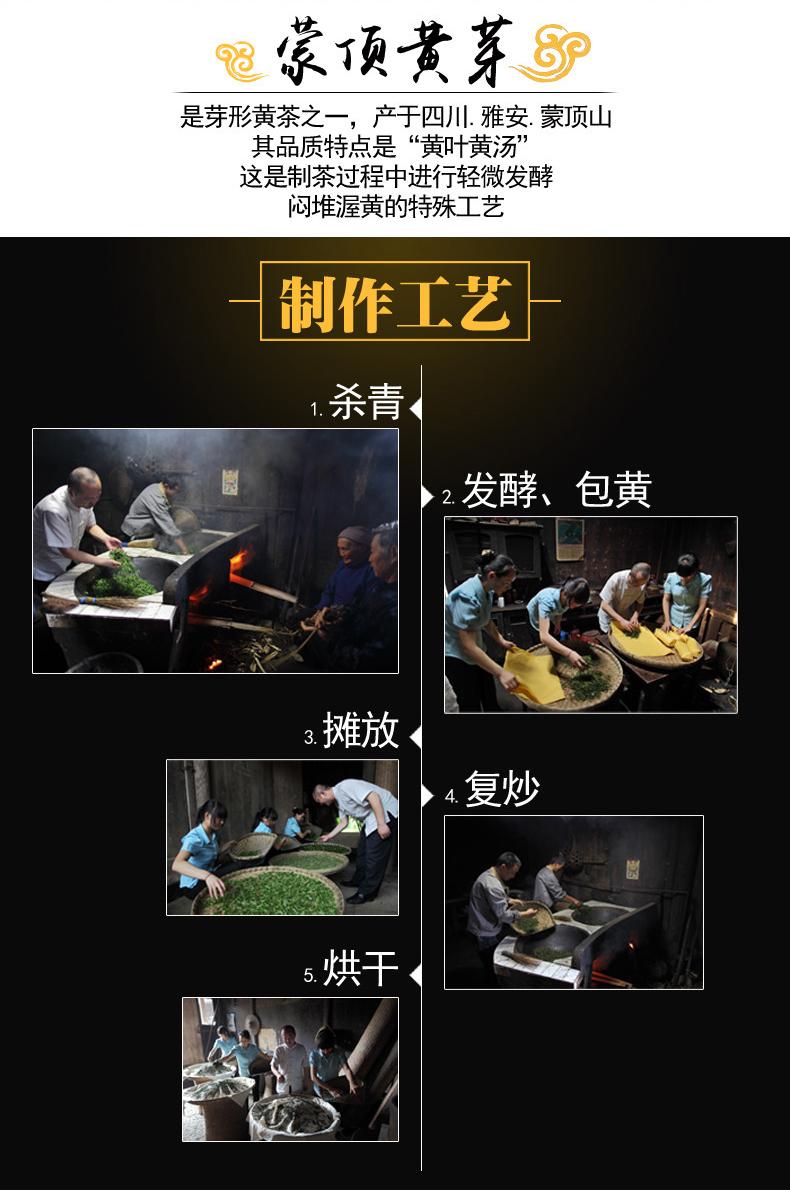 蒙顶黄芽
是芽形黄茶之一，产于四川. 雅安. 蒙顶山
其品质特点是“黄叶黄汤”
这是制茶过程中进行轻微发酵
闷堆渥黄的特殊工艺
制作工艺
1. 杀青
2. 发酵、包黄
3. 摊放
4. 复炒
5. 烘干